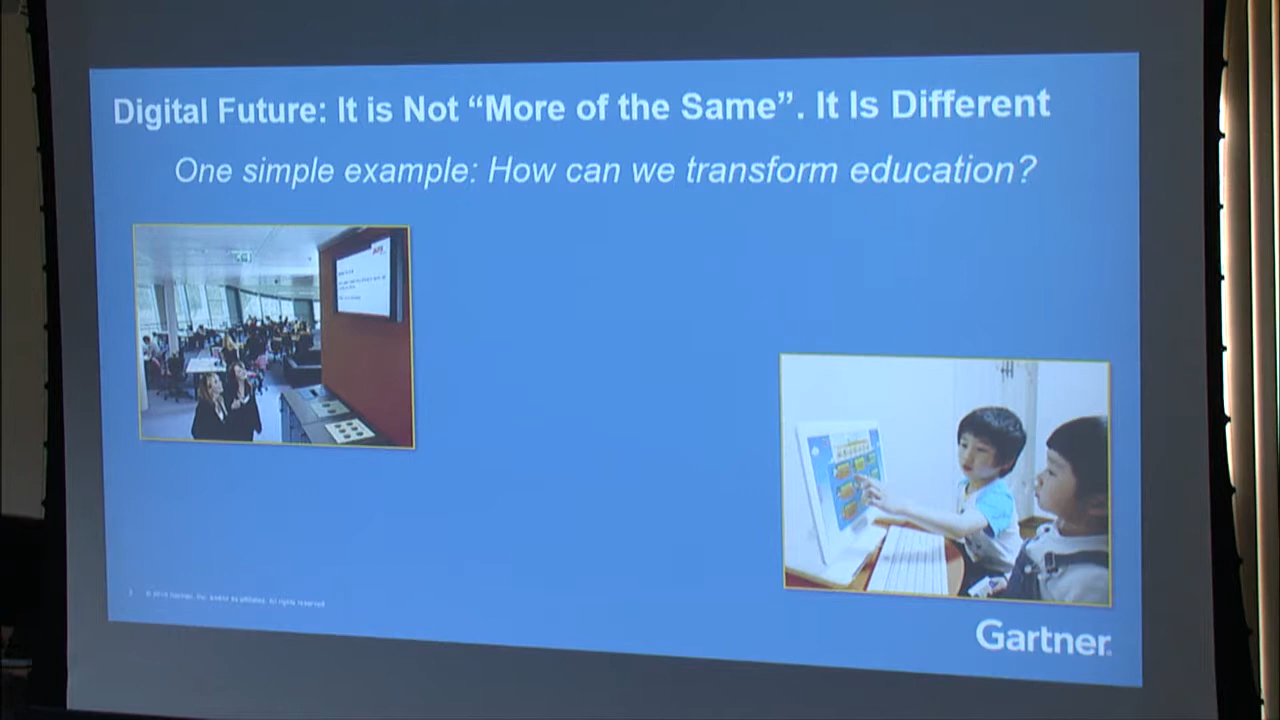 Digital Future: It is Not “More of the Same”. It Is Different
One simple example: How can we transform education?
Gartner